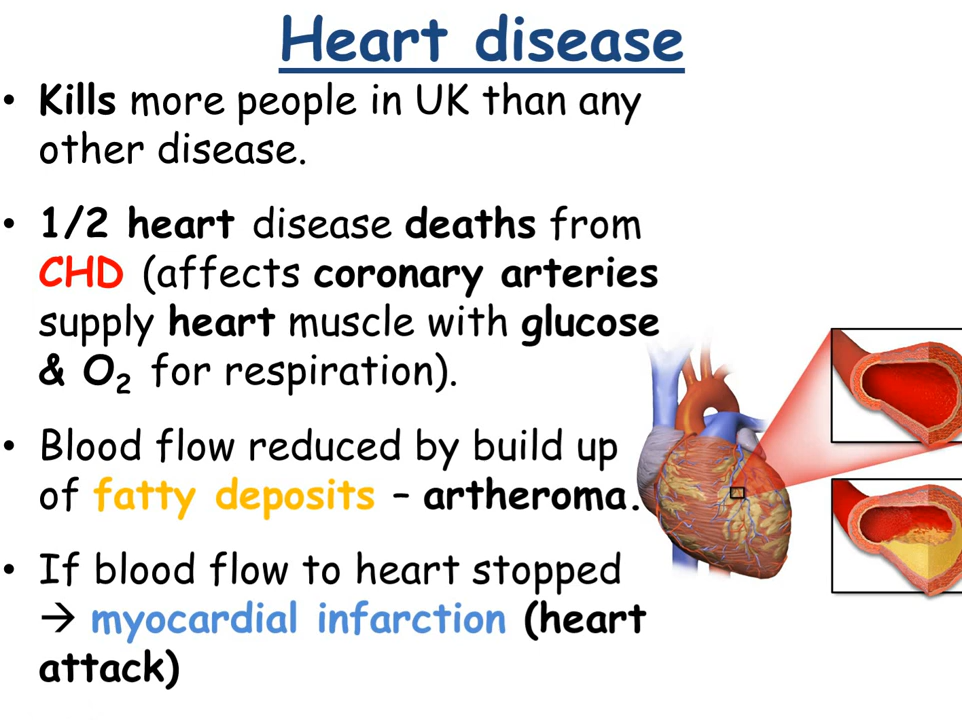 Heart disease
• Kills more people in UK than any
other disease.
• 1/2 heart disease deaths from
CHD (affects coronary arteries
supply heart muscle with glucose
& O₂ for respiration).
• Blood flow reduced by build up
of fatty deposits – artheroma.
• If blood flow to heart stopped
→ myocardial infarction (heart
attack)